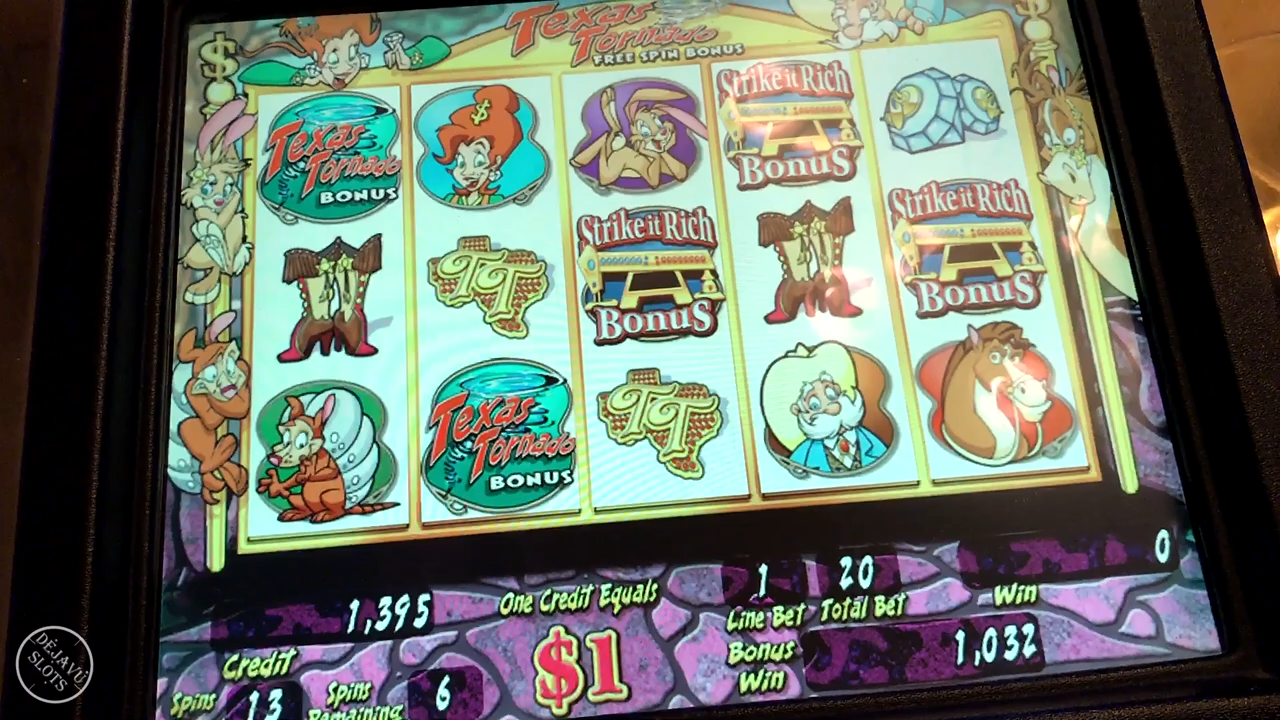 Texas
Tornado
FREE SPIN BONUS
Texas
Tornado
BONUS
Strike it Rich
Bonus
Strike it Rich
Bonus
Strike it Rich
Bonus
TT
Texas
Tornado
BONUS
TT
1,395
Credit
One Credit Equals
$1
1
Line Bet
20
Total Bet
0
Win
Bonus
Win
1,032
Spins
13
Spins
Remaining
6
DÉJÀVU
SLOTS